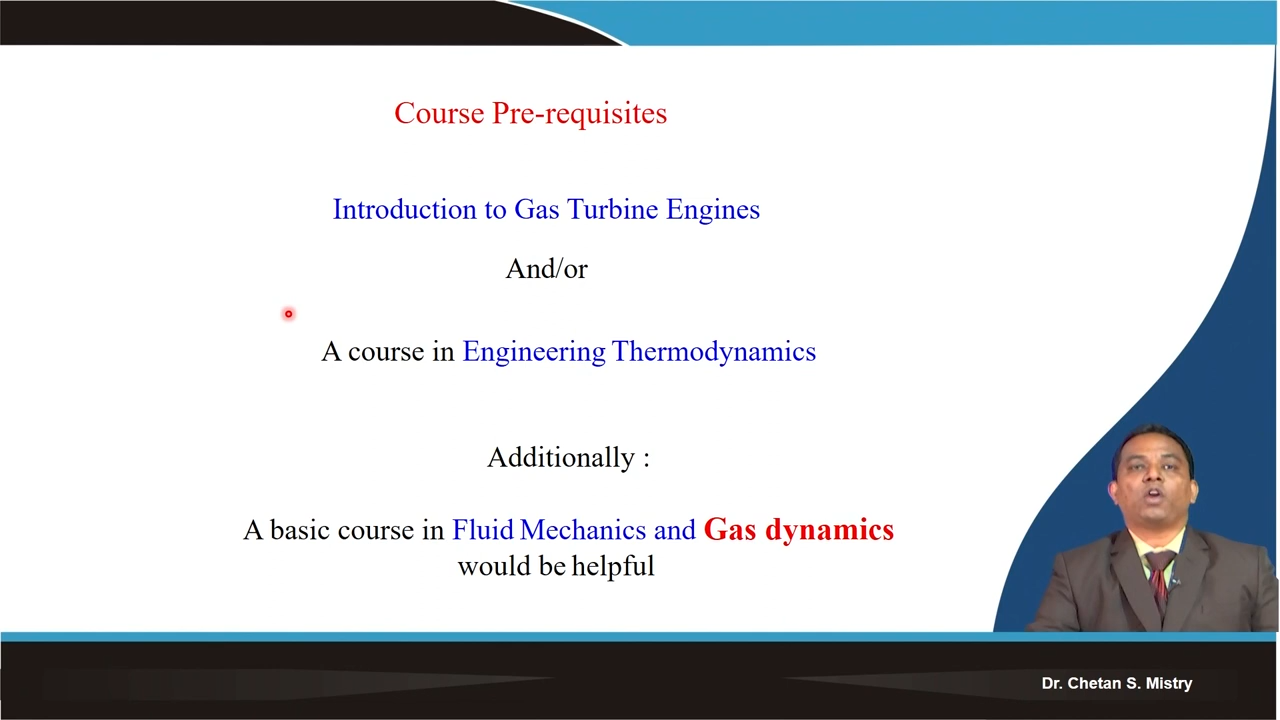 Course Pre-requisites
Introduction to Gas Turbine Engines
And/or
A course in Engineering Thermodynamics
Additionally :
A basic course in Fluid Mechanics and Gas dynamics
would be helpful
Dr. Chetan S. Mistry